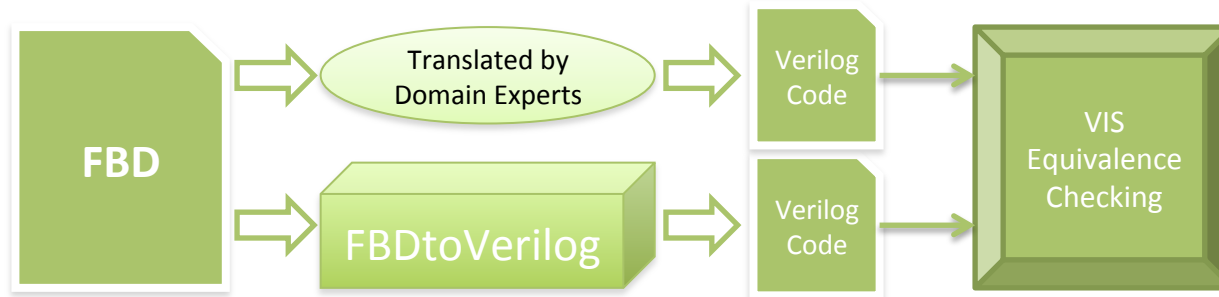 FBD
Translated by
Domain Experts
Verilog
Code
FBDtoVerilog
Verilog
Code
VIS
Equivalence
Checking